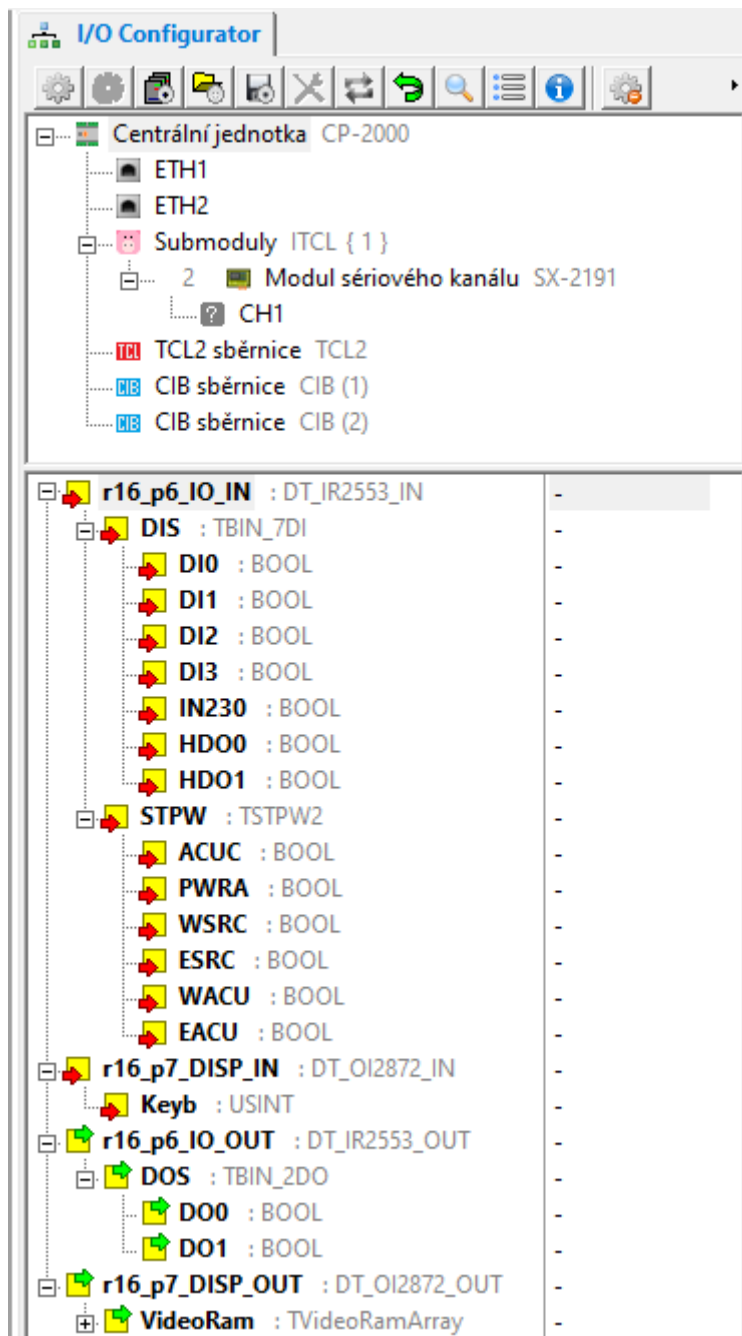 I/O Configurator
Centrální jednotka CP-2000
ETH1
ETH2
Submoduly ITCL { 1 }
2 Modul sériového kanálu SX-2191
? CH1
TCL TCL2 sběrnice TCL2
CIB CIB sběrnice CIB (1)
CIB CIB sběrnice CIB (2)
r16_p6_IO_IN : DT_IR2553_IN -
DIS : TBIN_7DI -
DI0 : BOOL -
DI1 : BOOL -
DI2 : BOOL -
DI3 : BOOL -
IN230 : BOOL -
HDO0 : BOOL -
HDO1 : BOOL -
STPW : TSTPW2 -
ACUC : BOOL -
PWRA : BOOL -
WSRC : BOOL -
ESRC : BOOL -
WACU : BOOL -
EACU : BOOL -
r16_p7_DISP_IN : DT_OI2872_IN -
Keyb : USINT -
r16_p6_IO_OUT : DT_IR2553_OUT -
DOS : TBIN_2DO -
DO0 : BOOL -
DO1 : BOOL -
r16_p7_DISP_OUT : DT_OI2872_OUT -
VideoRam : TVideoRamArray -